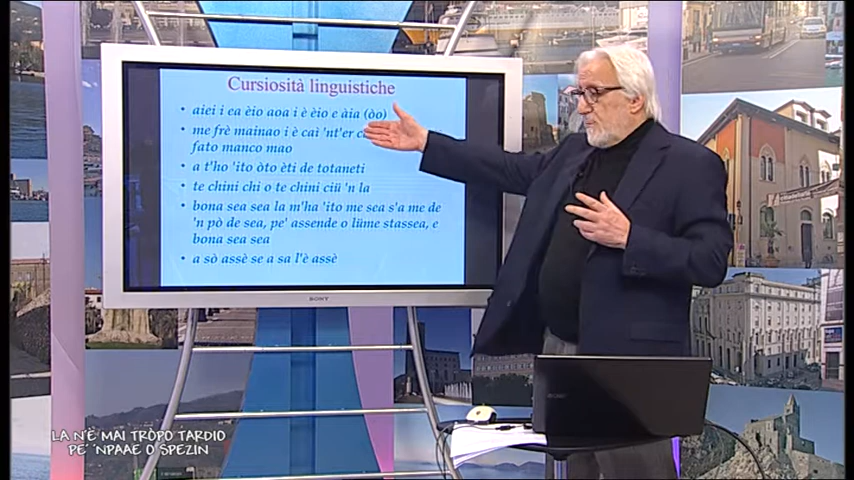 Cursiosità linguistiche
• aiei i ea èio aoa i è èio e àia (òo)
• me frè mainao i è caì 'nt'er
fato manco mao
• a t'ho 'ito òto èti de totaneti
• te chini chi o te chini ciü 'n la
• bona sea sea la m'ha 'ito me sea s'a me de
'n pò de sea, pe' assende o lüme stassea, e
bona sea sea
• a sò assè se a sa l'è assè
SONY
LA N'È MAI TRÒPO TARDIO
PE' 'NPAAE O SPEZIN